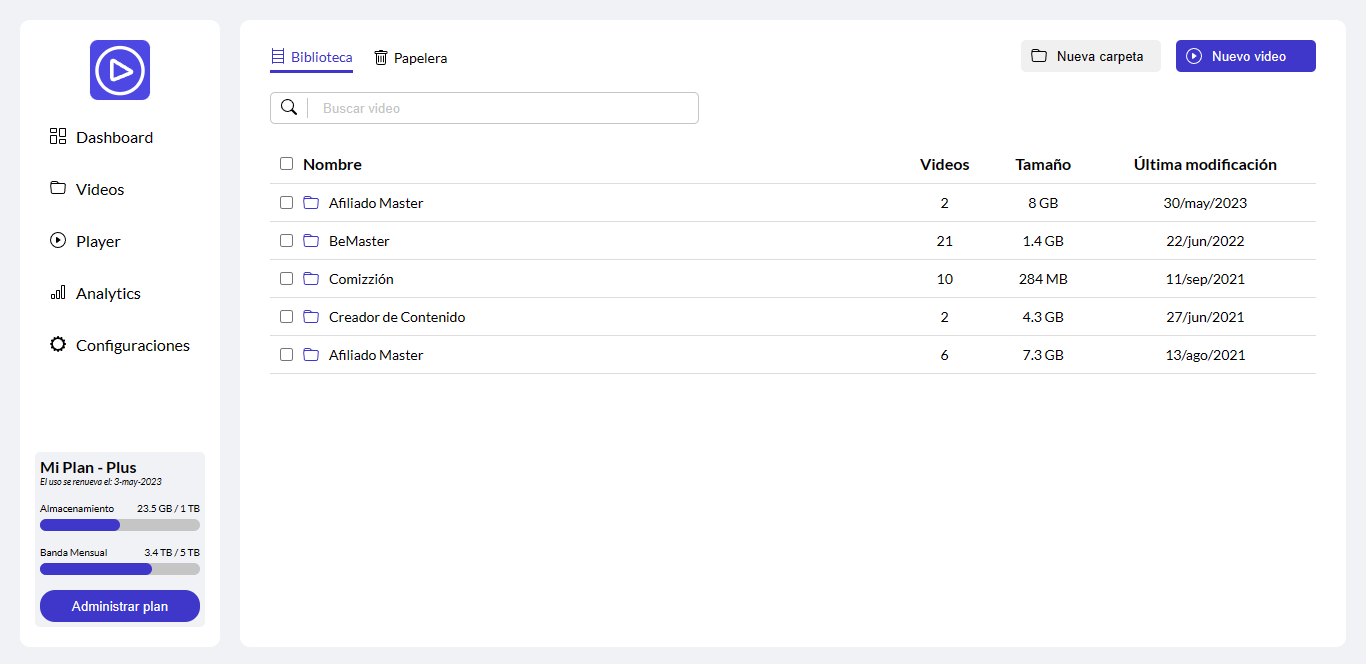 Dashboard
Videos
Player
Analytics
Configuraciones
Mi Plan - Plus
El uso se renueva el: 3-may-2023
Almacenamiento 23.5 GB / 1 TB
Banda Mensual 3.4 TB / 5 TB
Administrar plan
Biblioteca Papelera Nueva carpeta Nuevo video
Buscar video
Nombre Videos Tamaño Última modificación
Afiliado Master 2 8 GB 30/may/2023
BeMaster 21 1.4 GB 22/jun/2022
Comizzión 10 284 MB 11/sep/2021
Creador de Contenido 2 4.3 GB 27/jun/2021
Afiliado Master 6 7.3 GB 13/ago/2021